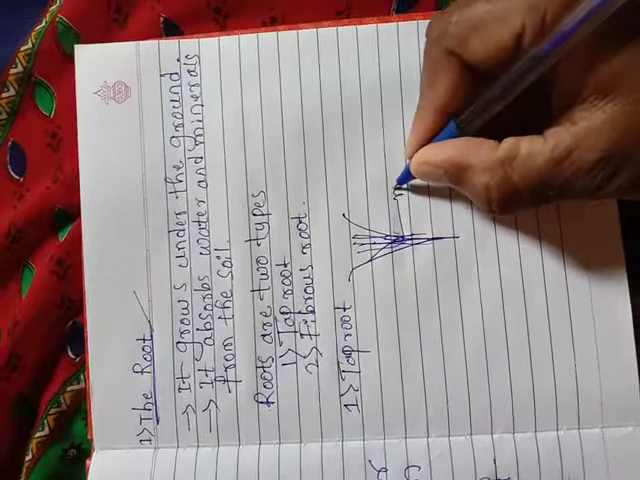 1> The Root
→ It grows under the ground.
→ It absorbs water and minerals
from the soil.
Roots are two types
1> Tap root
2> Fibrous root.
1> Tap root